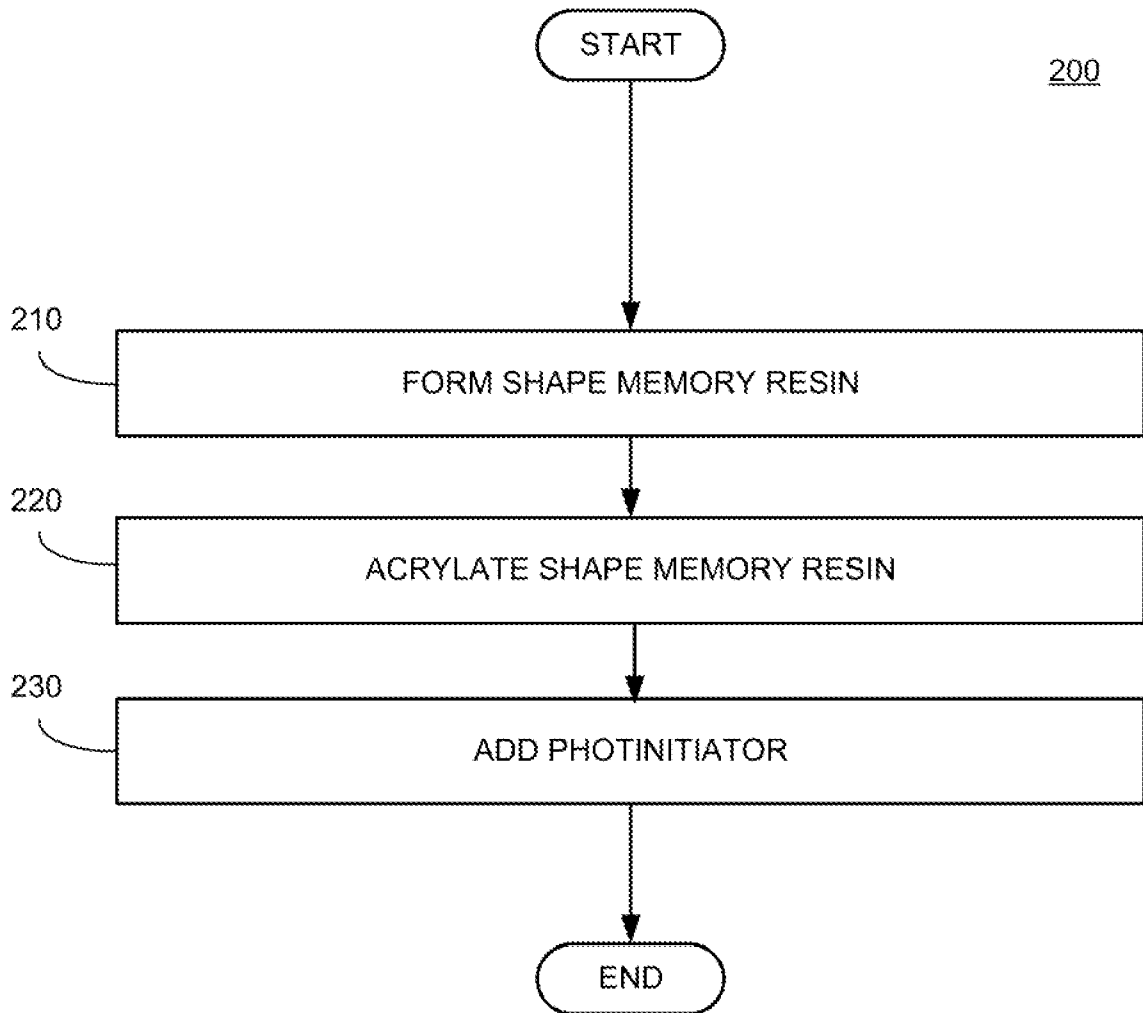 START
200
210
FORM SHAPE MEMORY RESIN
220
ACRYLATE SHAPE MEMORY RESIN
230
ADD PHOTINITIATOR
END